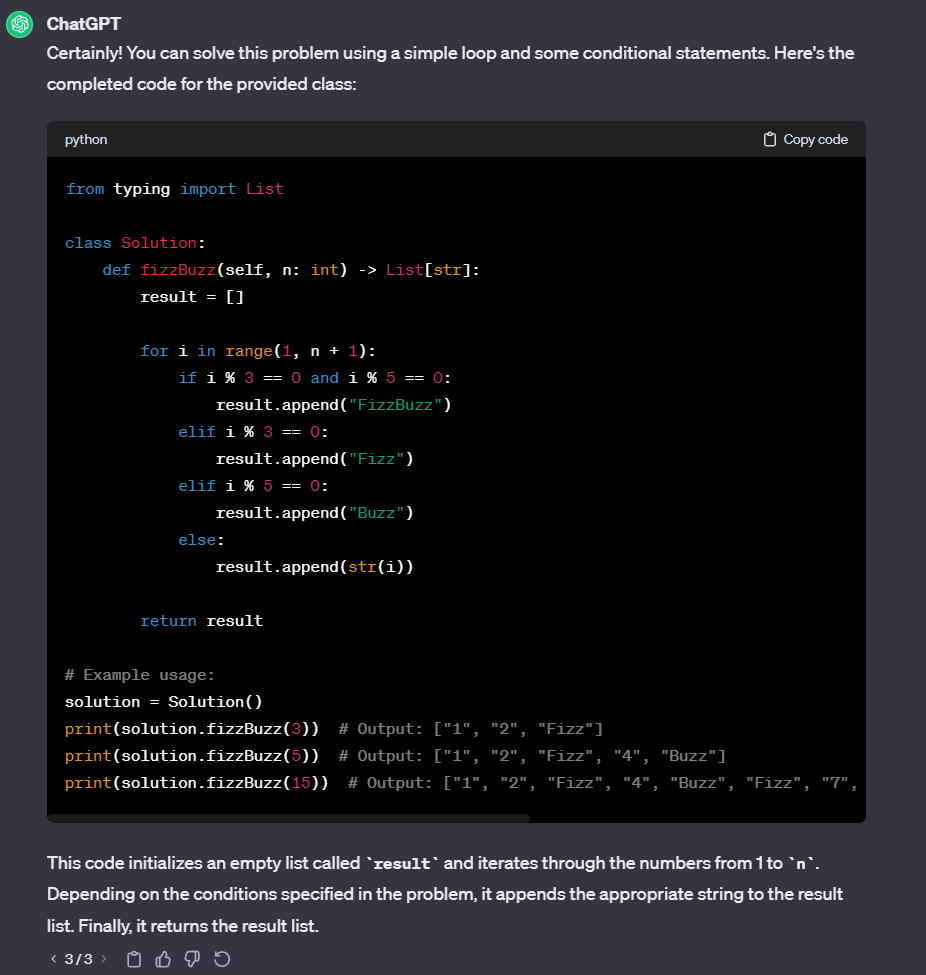 ChatGPT
Certainly! You can solve this problem using a simple loop and some conditional statements. Here's the
completed code for the provided class:
python
Copy code
from typing import List
class Solution:
    def fizzBuzz(self, n: int) -> List[str]:
        result = []
        for i in range(1, n + 1):
            if i % 3 == 0 and i % 5 == 0:
                result.append("FizzBuzz")
            elif i % 3 == 0:
                result.append("Fizz")
            elif i % 5 == 0:
                result.append("Buzz")
            else:
                result.append(str(i))
        return result
# Example usage:
solution = Solution()
print(solution.fizzBuzz(3))  # Output: ["1", "2", "Fizz"]
print(solution.fizzBuzz(5))  # Output: ["1", "2", "Fizz", "4", "Buzz"]
print(solution.fizzBuzz(15))  # Output: ["1", "2", "Fizz", "4", "Buzz", "Fizz", "7",
This code initializes an empty list called `result` and iterates through the numbers from 1 to `n`.
Depending on the conditions specified in the problem, it appends the appropriate string to the result
list. Finally, it returns the result list.
< 3/3 >